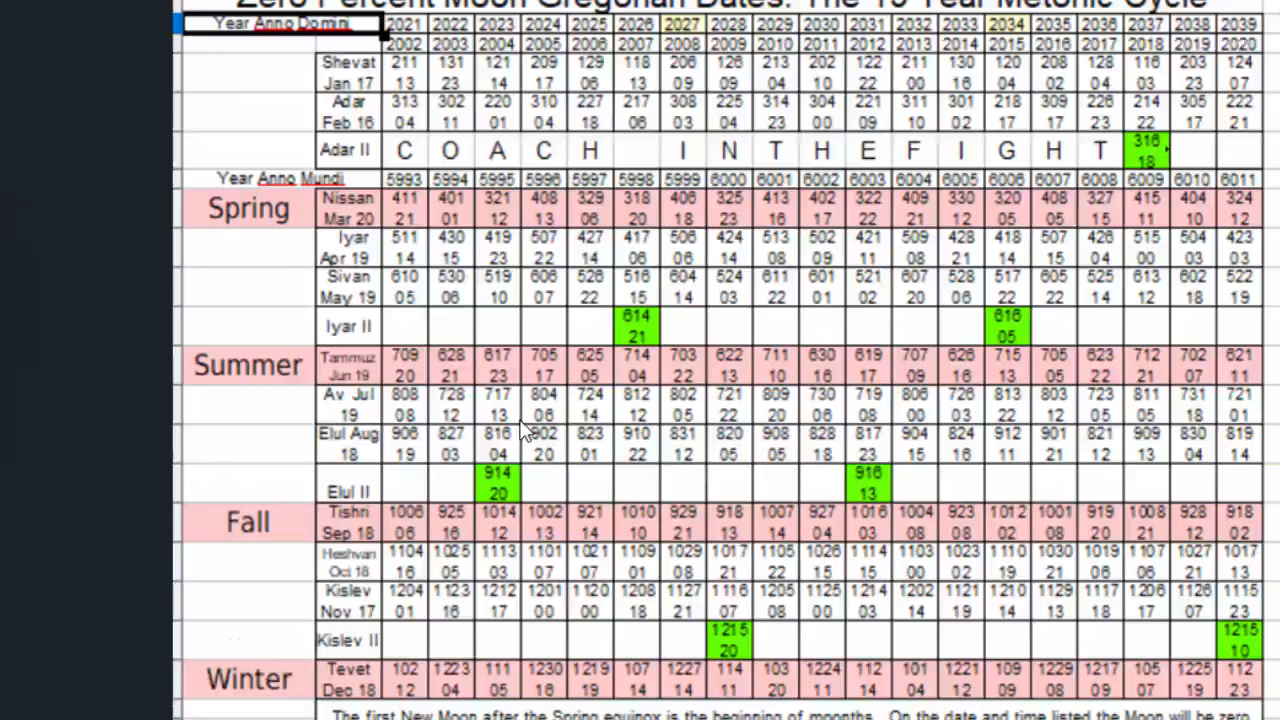 Zero Percent Moon Gregorian Dates: The 19 Year Metonic Cycle
Year Anno Domini 2021 2022 2023 2024 2025 2026 2027 2028 2029 2030 2031 2032 2033 2034 2035 2036 2037 2038 2039
2002 2003 2004 2005 2006 2007 2008 2009 2010 2011 2012 2013 2014 2015 2016 2017 2018 2019 2020
Shevat 211 131 121 209 129 118 206 126 213 202 122 211 130 120 208 128 116 203 124
Jan 17 13 23 14 17 06 13 09 09 04 10 22 00 16 04 02 04 03 23 07
Adar 313 302 220 310 227 217 308 225 314 304 221 311 301 218 309 226 214 305 222
Feb 16 04 11 01 04 18 06 03 04 23 00 09 10 02 17 17 23 22 17 21
Adar II C O A C H I N T H E F I G H T 316
18
Year Anno Mundi 5993 5994 5995 5996 5997 5998 5999 6000 6001 6002 6003 6004 6005 6006 6007 6008 6009 6010 6011
Spring Nissan 411 401 321 408 329 318 406 325 413 402 322 409 330 320 408 327 415 404 324
Mar 20 21 01 12 13 06 20 18 23 16 17 22 21 12 05 05 15 11 10 12
Iyar 511 430 419 507 427 417 506 424 513 502 421 509 428 418 507 426 515 504 423
Apr 19 14 15 23 22 14 06 06 14 08 09 11 08 21 14 15 04 00 03 03
Sivan 610 530 519 606 526 516 604 524 611 601 521 607 528 517 605 525 613 602 522
May 19 05 06 10 07 22 15 14 03 22 01 02 20 06 22 22 14 12 18 19
Iyar II 614 616
21 05
Summer Tammuz 709 628 617 705 625 714 703 622 711 630 619 707 626 715 705 623 712 702 621
Jun 19 20 21 23 17 05 04 22 13 10 16 17 09 16 13 05 22 21 07 11
Av Jul 808 728 717 804 724 812 802 721 809 730 719 806 726 813 803 723 811 731 721
19 08 12 13 06 14 12 05 22 20 06 08 00 03 22 12 05 05 18 01
Elul Aug 906 827 816 902 823 910 831 820 908 828 817 904 824 912 901 821 909 830 819
18 19 03 04 20 01 22 12 05 05 18 23 15 16 11 21 12 13 04 14
Elul II 914 916
20 13
Fall Tishri 1006 925 1014 1002 921 1010 929 918 1007 927 1016 1004 923 1012 1001 919 1008 928 918
Sep 18 06 16 12 13 14 10 21 13 14 04 03 08 08 02 08 20 21 12 02
Heshvan 1104 1025 1113 1101 1021 1109 1029 1017 1105 1026 1114 1103 1023 1110 1030 1019 1107 1027 1017
Oct 18 16 05 03 07 07 01 08 21 22 15 15 00 02 19 21 06 06 21 13
Kislev 1204 1123 1212 1201 1120 1208 1127 1116 1205 1125 1214 1202 1121 1210 1129 1117 1206 1126 1115
Nov 17 01 16 17 00 00 18 21 07 08 00 03 14 19 14 13 18 17 07 23
Kislev II 1215 1215
20 10
Winter Tevet 102 1223 111 1230 1219 107 1227 114 103 1224 112 101 1221 109 1229 1217 105 1225 112
Dec 18 12 04 05 16 19 14 14 11 20 11 14 04 12 09 08 09 07 19 23
The first New Moon after the Spring equinox is the beginning of moonths. On the date and time listed the Moon will be zero